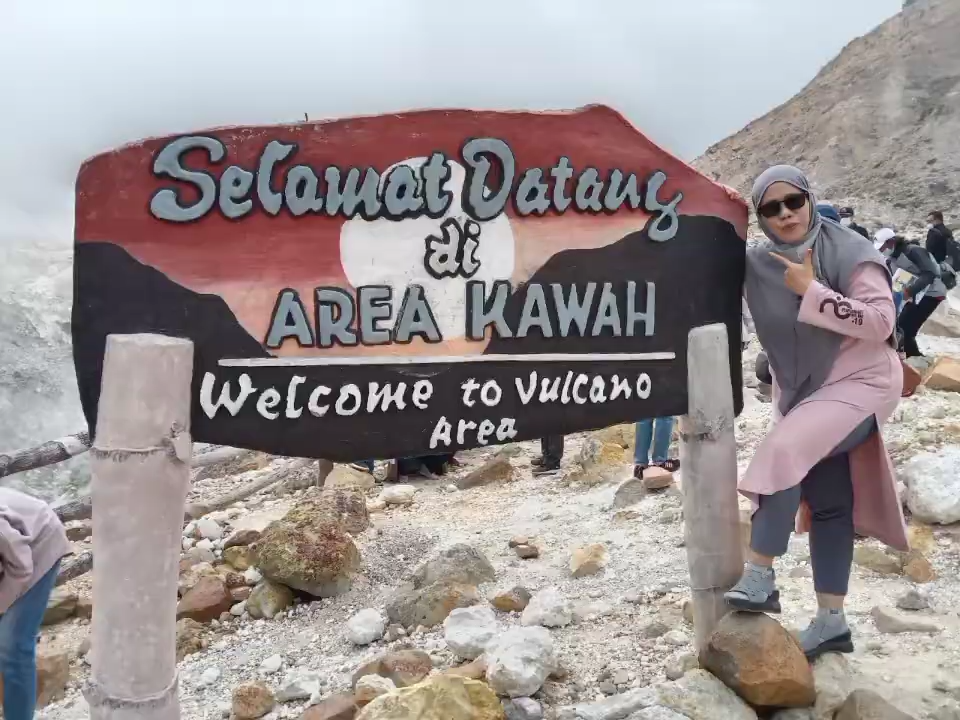 Selamat Datang
di
AREA KAWAH
Welcome to Vulcano
Area